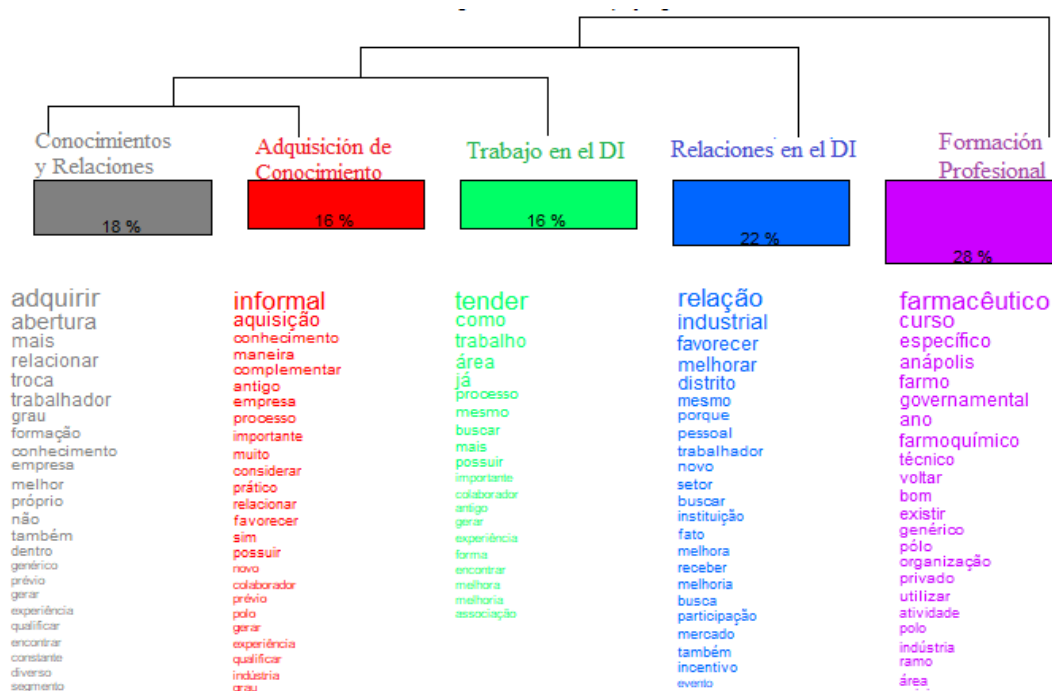 Conocimientos
y Relaciones
18 %
adquirir
abertura
mais
relacionar
troca
trabalhador
grau
formação
conhecimento
empresa
melhor
próprio
não
também
dentro
genérico
prévio
gerar
experiência
qualificar
encontrar
constante
diverso
segmento
Adquisición de
Conocimiento
16 %
informal
aquisição
conhecimento
maneira
complementar
antigo
empresa
processo
importante
muito
considerar
prático
relacionar
favorecer
sim
possuir
novo
colaborador
prévio
polo
gerar
experiência
qualificar
indústria
grau
Trabajo en el DI
16 %
tender
como
trabalho
área
já
processo
mesmo
buscar
mais
possuir
importante
colaborador
antigo
gerar
experiência
forma
encontrar
melhora
melhoria
associação
Relaciones en el DI
22 %
relação
industrial
favorecer
melhorar
distrito
mesmo
porque
pessoal
trabalhador
novo
setor
buscar
instituição
fato
melhora
receber
melhoria
busca
participação
mercado
também
incentivo
evento
Formación
Profesional
28 %
farmacêutico
curso
específico
anápolis
farmo
governamental
ano
farmoquímico
técnico
voltar
bom
existir
genérico
pólo
organização
privado
utilizar
atividade
polo
indústria
ramo
área